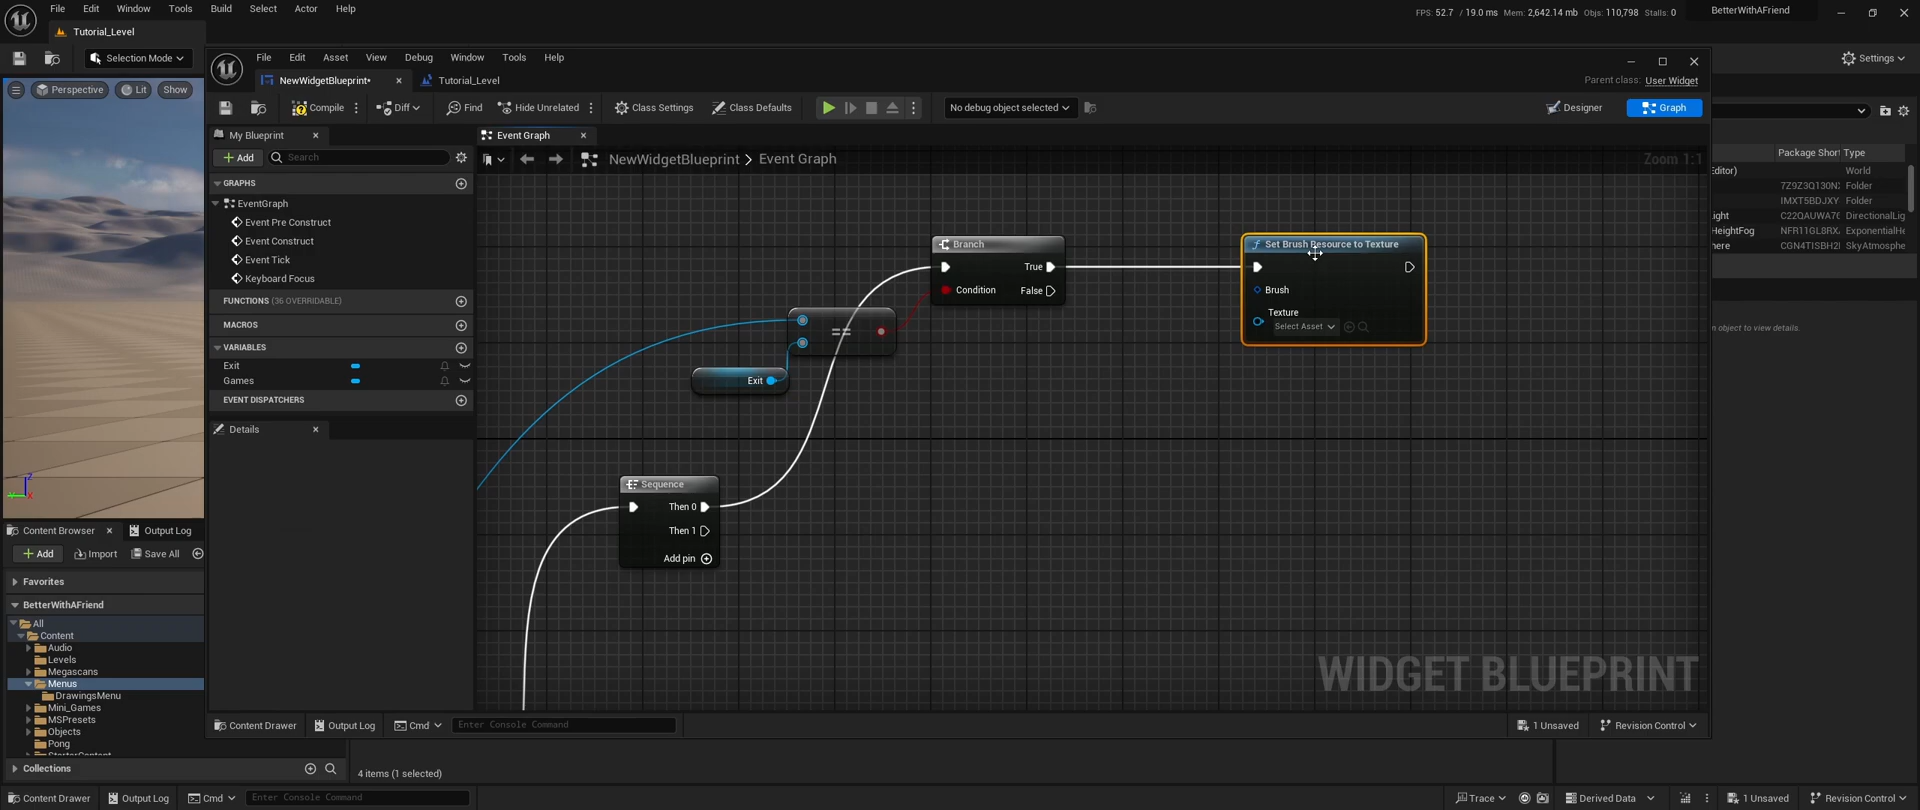 File Edit Window Tools Build Select Actor Help
FPS: 52.7 / 19.0 ms Mem: 2,642.14 mb Objs: 110,798 Stalls: 0
BetterWithAFriend
Tutorial_Level
Selection Mode
Settings
Perspective Lit Show
File Edit Asset View Debug Window Tools Help
Parent class: User Widget
NewWidgetBlueprint*
Tutorial_Level
Compile Diff Find Hide Unrelated Class Settings Class Defaults No debug object selected Designer Graph
My Blueprint
Event Graph
Add
Search
NewWidgetBlueprint > Event Graph
Zoom 1:1
GRAPHS
EventGraph
Event Pre Construct
Event Construct
Event Tick
Keyboard Focus
FUNCTIONS (36 OVERRIDABLE)
MACROS
VARIABLES
Exit
Games
EVENT DISPATCHERS
Details
Branch
True
Condition
False
==
Exit
Set Brush Resource to Texture
Brush
Texture
Select Asset
Sequence
Then 0
Then 1
Add pin
WIDGET BLUEPRINT
Content Drawer Output Log Cmd Enter Console Command
1 Unsaved Revision Control
Package Short Type
Editor) World
Folder
IMXT5BDJXY Folder
Light DirectionalLig
HeightFog ExponentialHe
here SkyAtmosphe
n object to view details.
Content Browser Output Log
Add Import Save All
Favorites
BetterWithAFriend
All
Content
Audio
Levels
Megascans
Menus
DrawingsMenu
Mini_Games
MSPresets
Objects
Pong
StarterContent
Collections
4 items (1 selected)
Content Drawer Output Log Cmd Enter Console Command
Trace Derived Data 1 Unsaved Revision Control